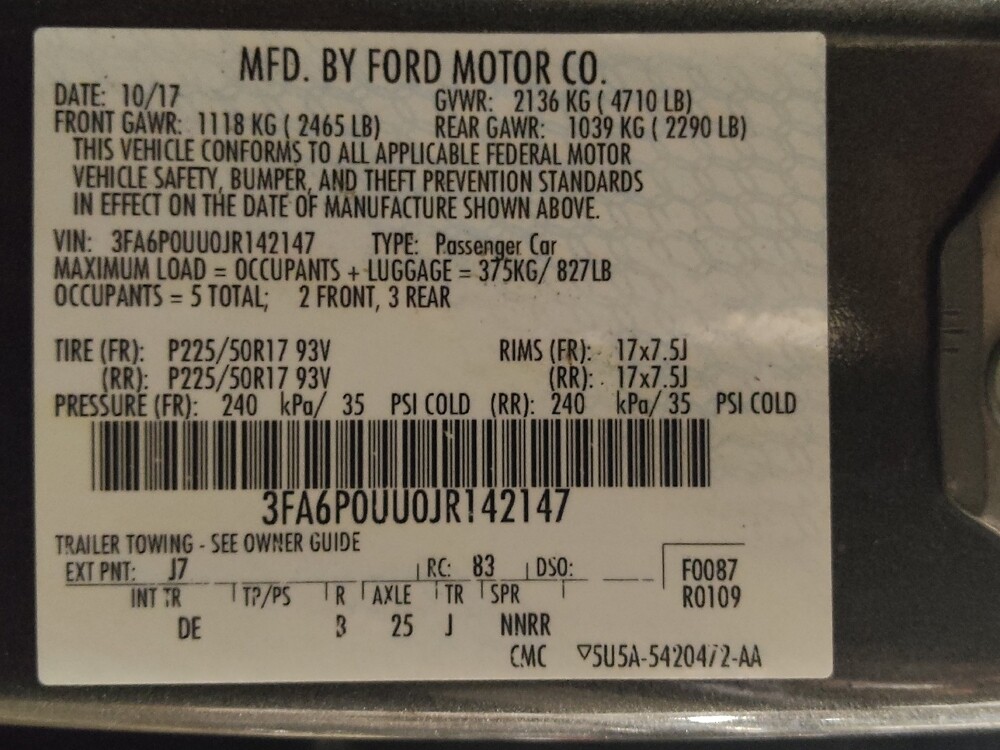 MFD. BY FORD MOTOR CO.
DATE: 10/17 GVWR: 2136 KG ( 4710 LB)
FRONT GAWR: 1118 KG ( 2465 LB) REAR GAWR: 1039 KG ( 2290 LB)
THIS VEHICLE CONFORMS TO ALL APPLICABLE FEDERAL MOTOR
VEHICLE SAFETY, BUMPER, AND THEFT PREVENTION STANDARDS
IN EFFECT ON THE DATE OF MANUFACTURE SHOWN ABOVE.
VIN: 3FA6P0UU0JR142147 TYPE: Passenger Car
MAXIMUM LOAD = OCCUPANTS + LUGGAGE = 375KG/ 827LB
OCCUPANTS = 5 TOTAL; 2 FRONT, 3 REAR
TIRE (FR): P225/50R17 93V RIMS (FR): 17x7.5J
(RR): P225/50R17 93V (RR): 17x7.5J
PRESSURE (FR): 240 kPa/ 35 PSI COLD (RR): 240 kPa/ 35 PSI COLD
3FA6P0UU0JR142147
TRAILER TOWING - SEE OWNER GUIDE
EXT PNT: J7 RC: 83 DSO: F0087
INT TR TP/PS R AXLE TR SPR R0109
DE B 25 J NNRR
CMC ▽5U5A-5420472-AA